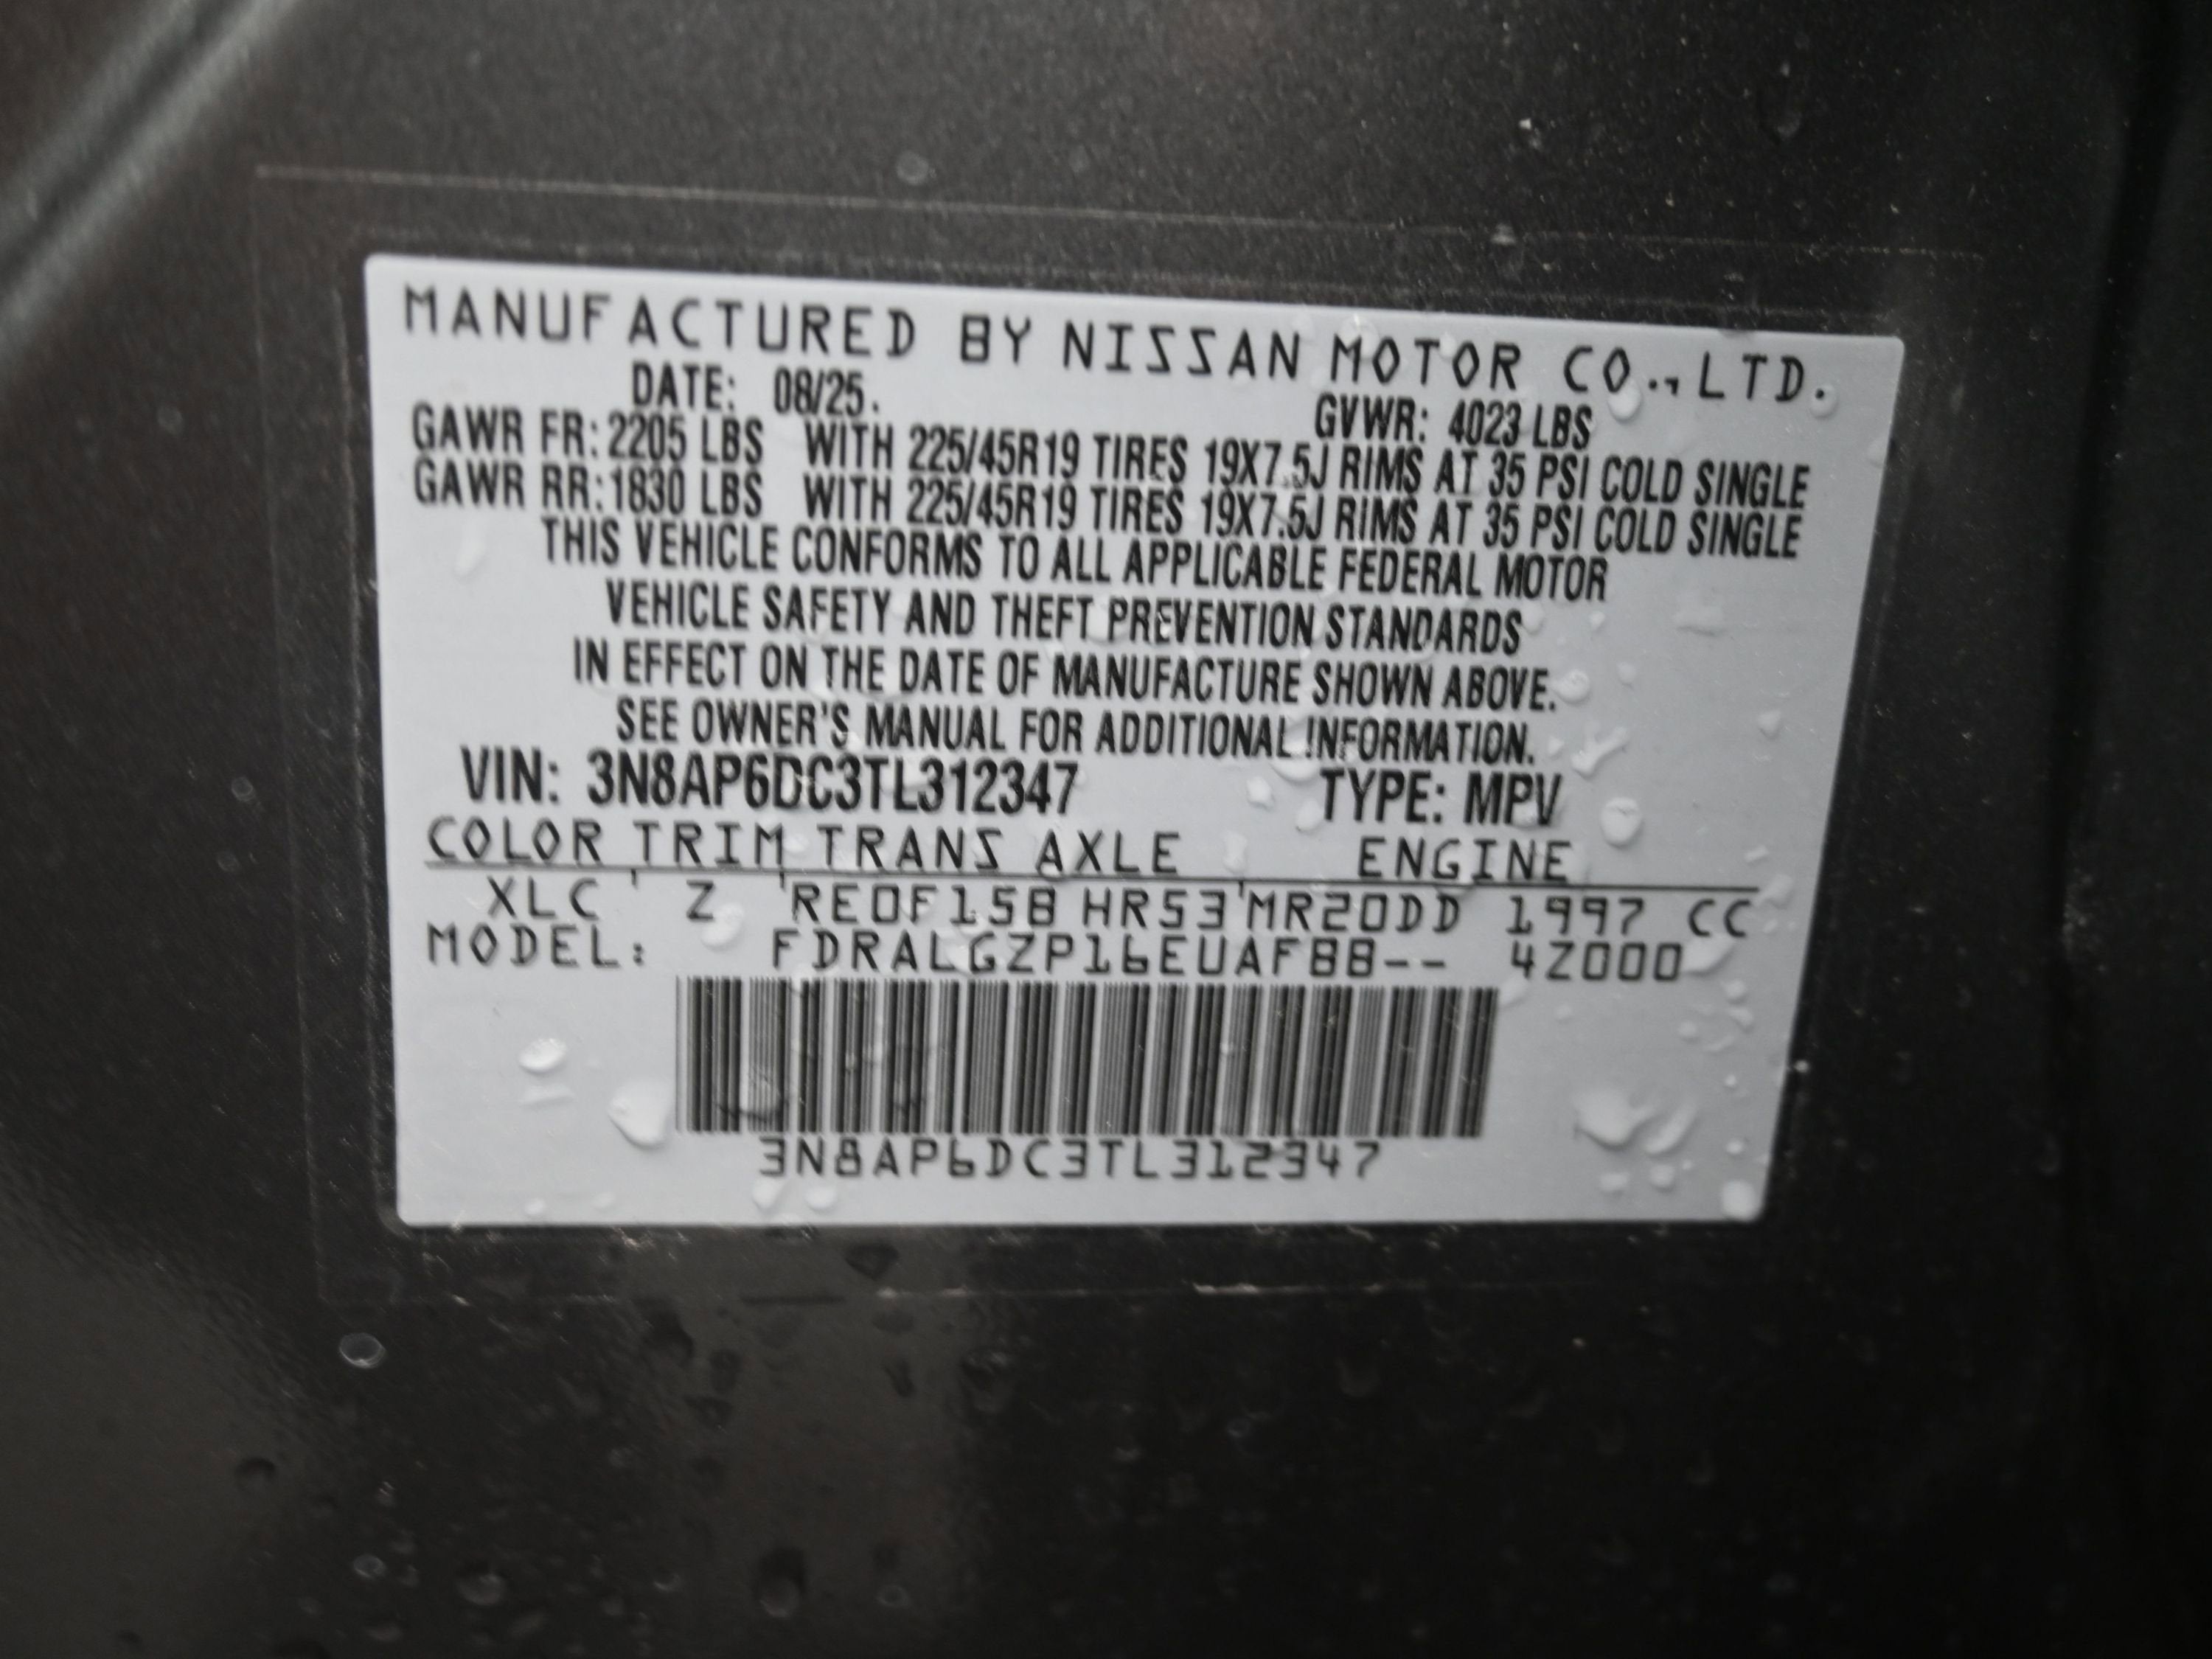 MANUFACTURED BY NISSAN MOTOR CO., LTD.
DATE: 08/25. GVWR: 4023 LBS
GAWR FR: 2205 LBS WITH 225/45R19 TIRES 19X7.5J RIMS AT 35 PSI COLD SINGLE
GAWR RR: 1830 LBS WITH 225/45R19 TIRES 19X7.5J RIMS AT 35 PSI COLD SINGLE
THIS VEHICLE CONFORMS TO ALL APPLICABLE FEDERAL MOTOR
VEHICLE SAFETY AND THEFT PREVENTION STANDARDS
IN EFFECT ON THE DATE OF MANUFACTURE SHOWN ABOVE.
SEE OWNER'S MANUAL FOR ADDITIONAL INFORMATION.
VIN: 3N8AP6DC3TL312347 TYPE: MPV
COLOR TRIM TRANS AXLE ENGINE
XLC Z RE0F15B HR53 MR20DD 1997 CC
MODEL: FDRALGZP16EUAFBB-- 4Z000
3N8AP6DC3TL312347